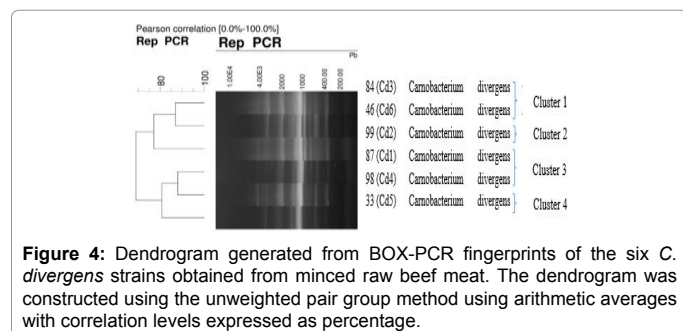 Pearson correlation [0.0%-100.0%]
Rep PCR Rep PCR
Pb
80 100 1.00E4 4.00E3 2000 1000 400.00 200.00
84 (Cd3) Carnobacterium divergens
Cluster 1
46 (Cd6) Carnobacterium divergens
99 (Cd2) Carnobacterium divergens Cluster 2
87 (Cd1) Carnobacterium divergens
Cluster 3
98 (Cd4) Carnobacterium divergens
33 (Cd5) Carnobacterium divergens Cluster 4
Figure 4: Dendrogram generated from BOX-PCR fingerprints of the six C.
divergens strains obtained from minced raw beef meat. The dendrogram was
constructed using the unweighted pair group method using arithmetic averages
with correlation levels expressed as percentage.